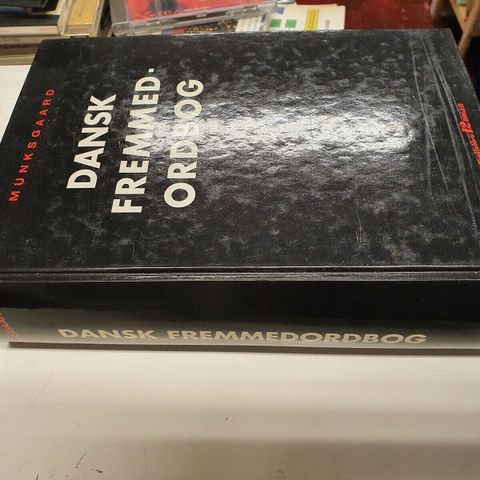 MUNKSGAARD
DANSK
FREMMED-
ORDBOG
DANSK FREMMEDORDBOG